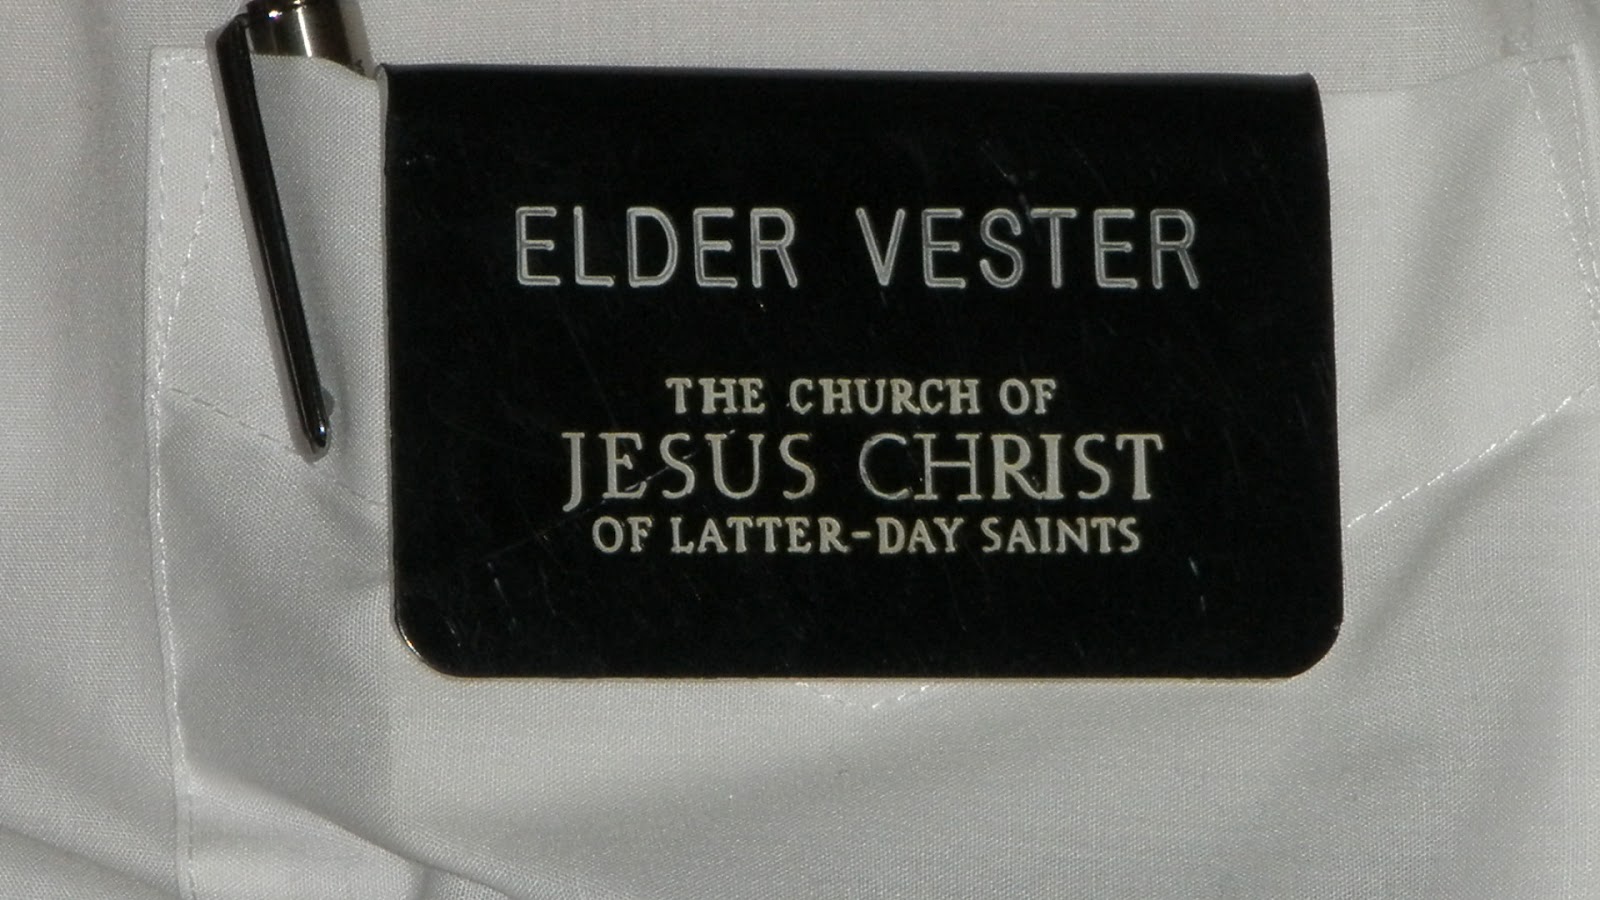 ELDER VESTER
THE CHURCH OF
JESUS CHRIST
OF LATTER-DAY SAINTS